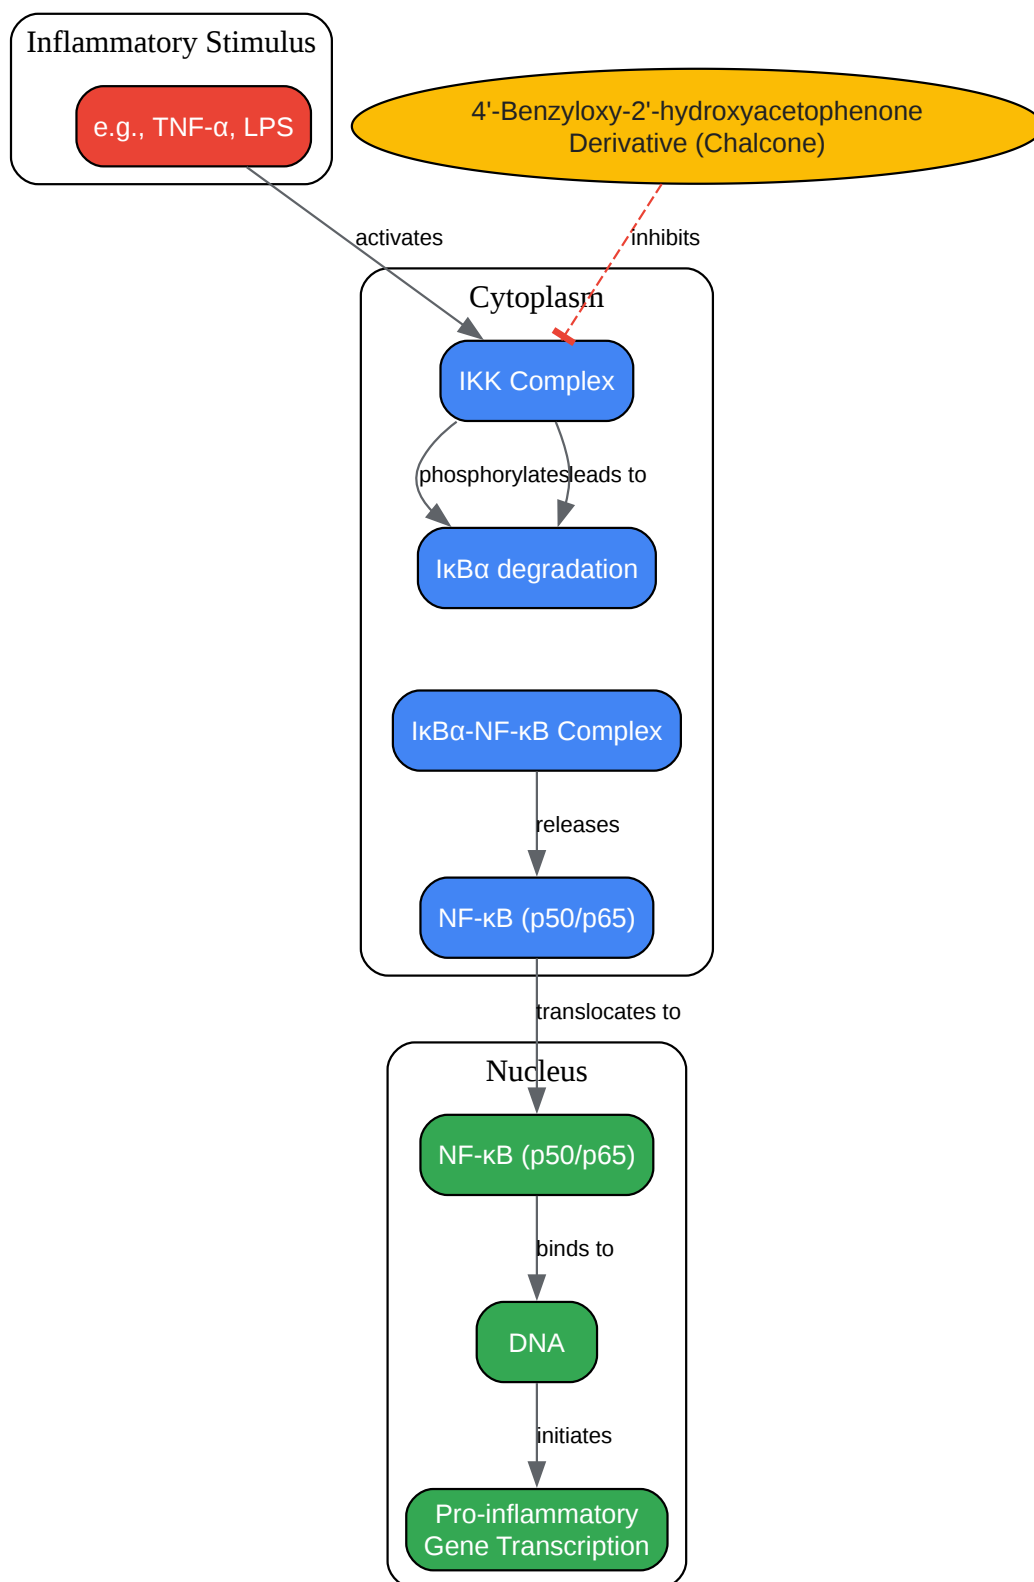 Inflammatory Stimulus
e.g., TNF-α, LPS
4'-Benzyloxy-2'-hydroxyacetophenone
Derivative (Chalcone)
activates
inhibits
Cytoplasm
IKK Complex
phosphorylates
leads to
IκBα degradation
IκBα-NF-κB Complex
releases
NF-κB (p50/p65)
translocates to
Nucleus
NF-κB (p50/p65)
binds to
DNA
initiates
Pro-inflammatory
Gene Transcription